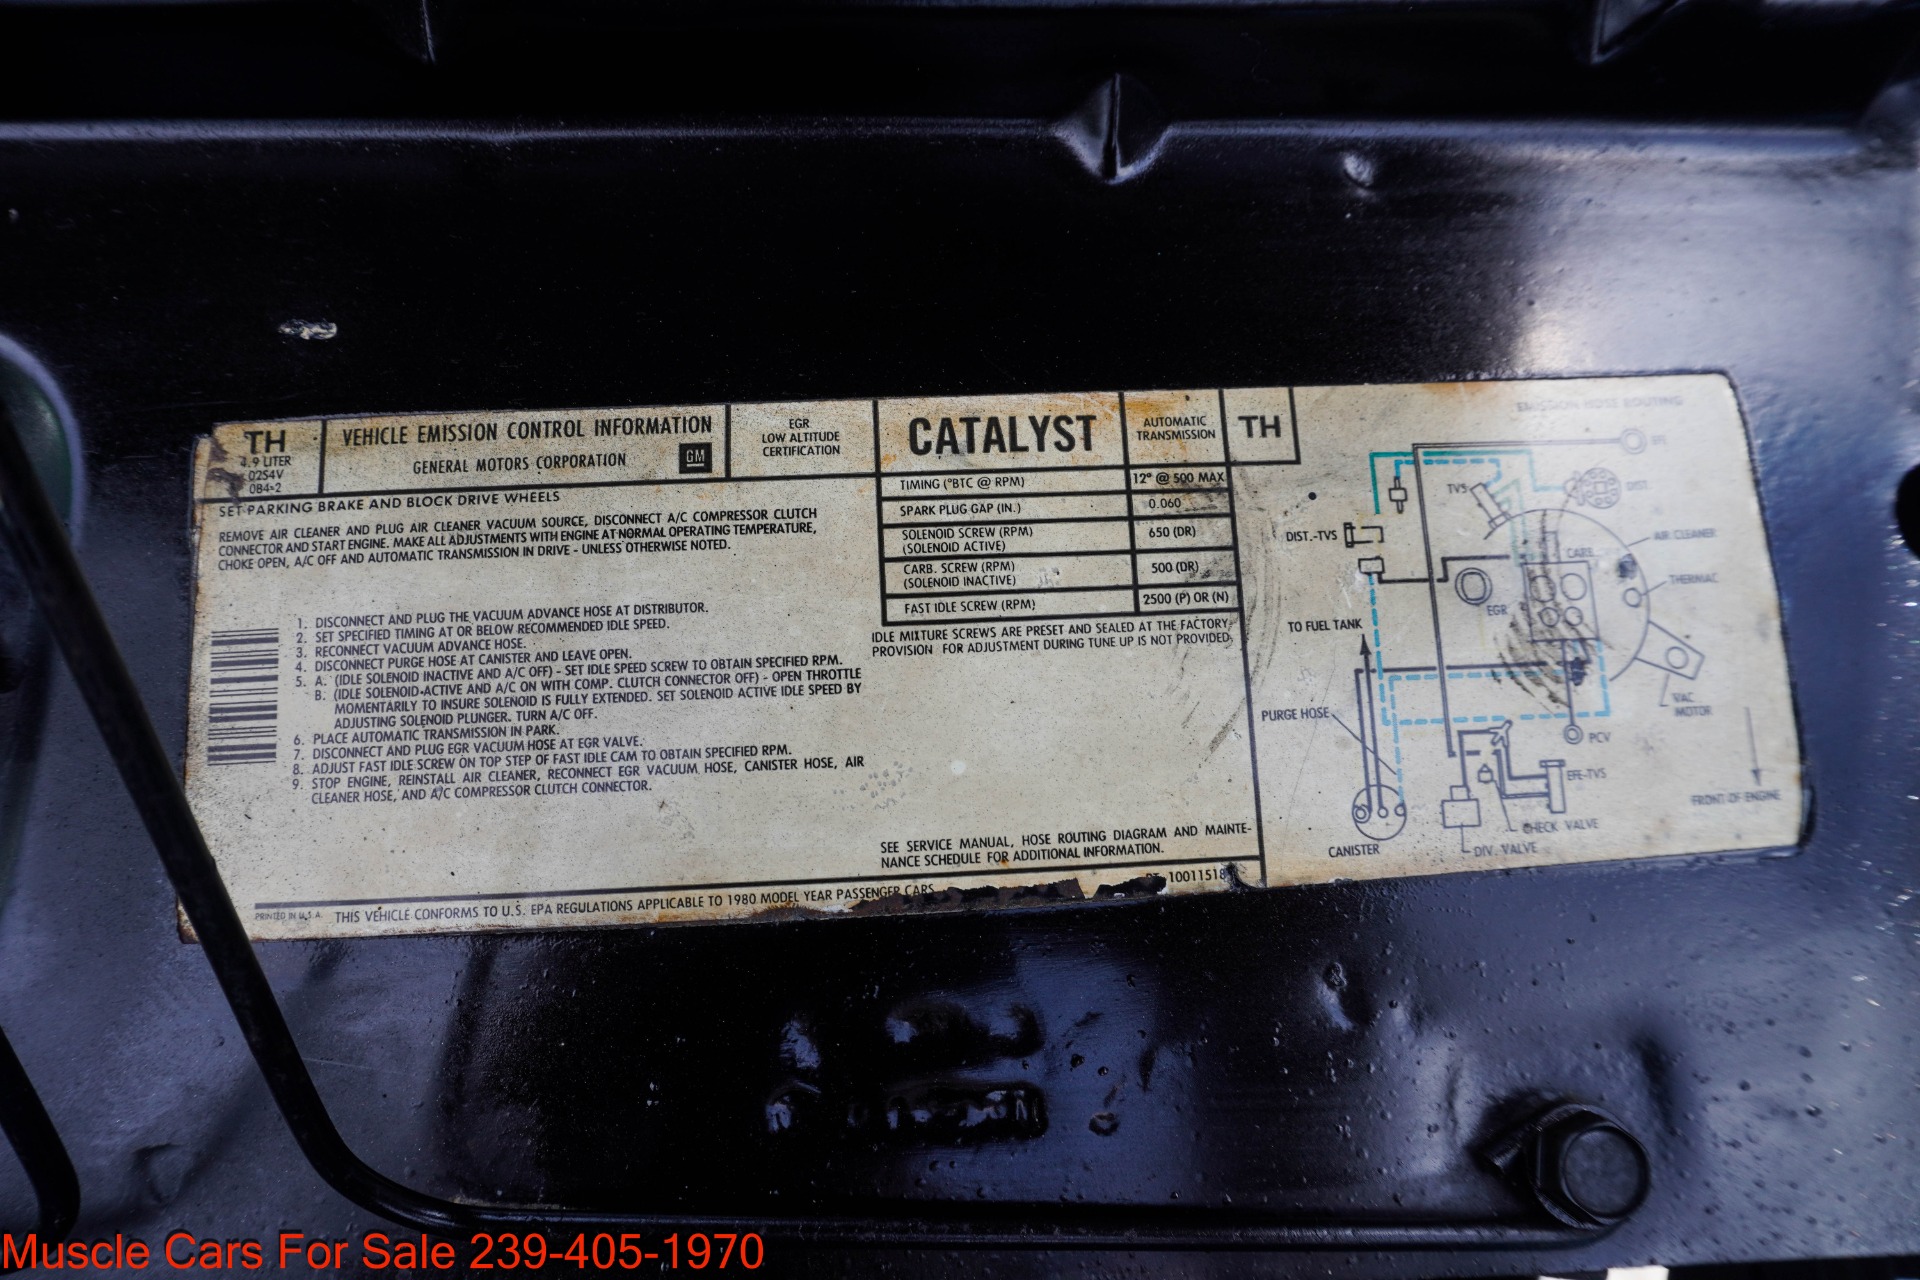 TH
4.9 LITER
02S4V
0B4-2
VEHICLE EMISSION CONTROL INFORMATION
GENERAL MOTORS CORPORATION
GM
EGR
LOW ALTITUDE
CERTIFICATION
CATALYST
AUTOMATIC
TRANSMISSION
TH
SET PARKING BRAKE AND BLOCK DRIVE WHEELS
REMOVE AIR CLEANER AND PLUG AIR CLEANER VACUUM SOURCE, DISCONNECT A/C COMPRESSOR CLUTCH
CONNECTOR AND START ENGINE. MAKE ALL ADJUSTMENTS WITH ENGINE AT NORMAL OPERATING TEMPERATURE,
CHOKE OPEN, A/C OFF AND AUTOMATIC TRANSMISSION IN DRIVE - UNLESS OTHERWISE NOTED.
1. DISCONNECT AND PLUG THE VACUUM ADVANCE HOSE AT DISTRIBUTOR.
2. SET SPECIFIED TIMING AT OR BELOW RECOMMENDED IDLE SPEED.
3. RECONNECT VACUUM ADVANCE HOSE.
4. DISCONNECT PURGE HOSE AT CANISTER AND LEAVE OPEN.
5. A. (IDLE SOLENOID INACTIVE AND A/C OFF) - SET IDLE SPEED SCREW TO OBTAIN SPECIFIED RPM.
B. (IDLE SOLENOID ACTIVE AND A/C ON WITH COMP. CLUTCH CONNECTOR OFF) - OPEN THROTTLE
MOMENTARILY TO INSURE SOLENOID IS FULLY EXTENDED. SET SOLENOID ACTIVE IDLE SPEED BY
ADJUSTING SOLENOID PLUNGER. TURN A/C OFF.
6. PLACE AUTOMATIC TRANSMISSION IN PARK.
7. DISCONNECT AND PLUG EGR VACUUM HOSE AT EGR VALVE.
8. ADJUST FAST IDLE SCREW ON TOP STEP OF FAST IDLE CAM TO OBTAIN SPECIFIED RPM.
9. STOP ENGINE, REINSTALL AIR CLEANER, RECONNECT EGR VACUUM HOSE, CANISTER HOSE, AIR
CLEANER HOSE, AND A/C COMPRESSOR CLUTCH CONNECTOR.
TIMING (°BTC @ RPM) 12° @ 500 MAX
SPARK PLUG GAP (IN.) 0.060
SOLENOID SCREW (RPM) 650 (DR)
(SOLENOID ACTIVE)
CARB. SCREW (RPM) 500 (DR)
(SOLENOID INACTIVE)
FAST IDLE SCREW (RPM) 2500 (P) OR (N)
IDLE MIXTURE SCREWS ARE PRESET AND SEALED AT THE FACTORY.
PROVISION FOR ADJUSTMENT DURING TUNE UP IS NOT PROVIDED.
SEE SERVICE MANUAL, HOSE ROUTING DIAGRAM AND MAINTE-
NANCE SCHEDULE FOR ADDITIONAL INFORMATION.
PRINTED IN U.S.A. THIS VEHICLE CONFORMS TO U.S. EPA REGULATIONS APPLICABLE TO 1980 MODEL YEAR PASSENGER CARS
PT. 10011518
EMISSION HOSE ROUTING
EFE
TVS
DIST.
DIST.-TVS
AIR CLEANER
CARB.
THERMAC
EGR
TO FUEL TANK
VAC
MOTOR
PURGE HOSE
PCV
EFE-TVS
FRONT OF ENGINE
CHECK VALVE
DIV. VALVE
CANISTER
Muscle Cars For Sale 239-405-1970